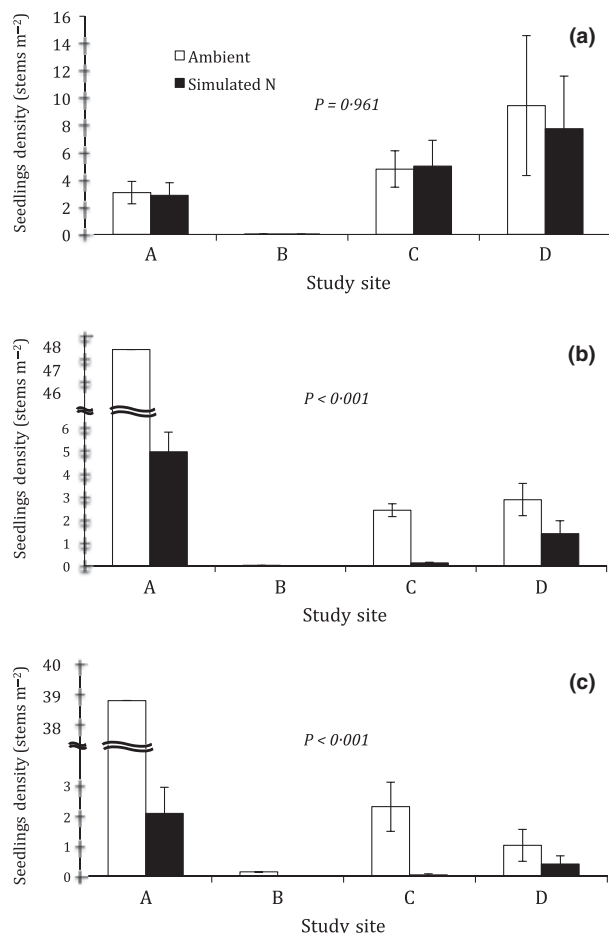 (a)
Seedlings density (stems m⁻²)
16
14
12
10
8
6
4
2
0
Ambient
Simulated N
P = 0·961
A B C D
Study site
(b)
Seedlings density (stems m⁻²)
48
47
46
6
5
4
3
2
1
0
P < 0·001
A B C D
Study site
(c)
Seedlings density (stems m⁻²)
40
39
38
3
2
1
0
P < 0·001
A B C D
Study site